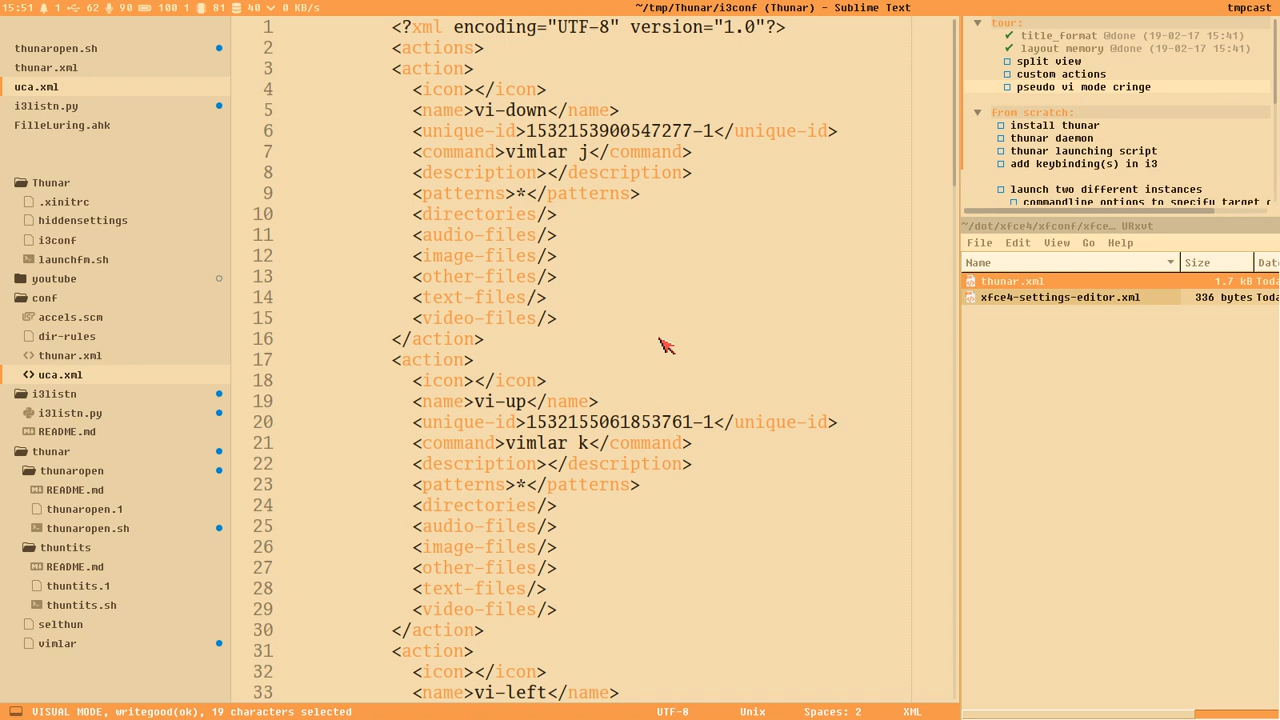 15:51 1 62 90 100 1 81 40 0 KB/s
~/tmp/Thunar/i3conf (Thunar) - Sublime Text
tmpcast
thunaropen.sh
thunar.xml
uca.xml
i3listn.py
FilleLuring.ahk
Thunar
.xinitrc
hiddensettings
i3conf
launchfm.sh
youtube
conf
accels.scm
dir-rules
thunar.xml
uca.xml
i3listn
i3listn.py
README.md
thunar
thunaropen
README.md
thunaropen.1
thunaropen.sh
thuntits
README.md
thuntits.1
thuntits.sh
selthun
vimlar
1 <?xml encoding="UTF-8" version="1.0"?>
2 <actions>
3 <action>
4 <icon></icon>
5 <name>vi-down</name>
6 <unique-id>1532153900547277-1</unique-id>
7 <command>vimlar j</command>
8 <description></description>
9 <patterns>*</patterns>
10 <directories/>
11 <audio-files/>
12 <image-files/>
13 <other-files/>
14 <text-files/>
15 <video-files/>
16 </action>
17 <action>
18 <icon></icon>
19 <name>vi-up</name>
20 <unique-id>1532155061853761-1</unique-id>
21 <command>vimlar k</command>
22 <description></description>
23 <patterns>*</patterns>
24 <directories/>
25 <audio-files/>
26 <image-files/>
27 <other-files/>
28 <text-files/>
29 <video-files/>
30 </action>
31 <action>
32 <icon></icon>
33 <name>vi-left</name>
tour:
✔ title_format @done (19-02-17 15:41)
✔ layout memory @done (19-02-17 15:41)
split view
custom actions
pseudo vi mode cringe
From scratch:
install thunar
thunar daemon
thunar launching script
add keybinding(s) in i3
launch two different instances
commandline options to specify target
~/dot/xfce4/xfconf/xfce… URxvt
File Edit View Go Help
Name Size Date
thunar.xml 1.7 kB Toda
xfce4-settings-editor.xml 336 bytes Toda
VISUAL MODE, writegood(ok), 19 characters selected
UTF-8 Unix Spaces: 2 XML